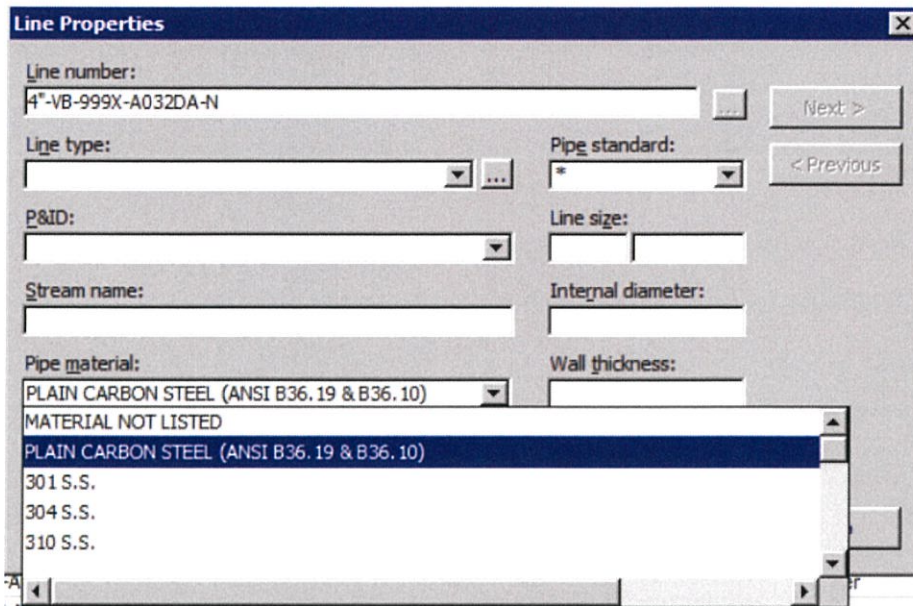 Line Properties
Line number:
4"-VB-999X-A032DA-N
...
Next >
Line type:
...
Pipe standard:
*
< Previous
P&ID:
Line size:
Stream name:
Internal diameter:
Pipe material:
PLAIN CARBON STEEL (ANSI B36.19 & B36.10)
Wall thickness:
MATERIAL NOT LISTED
PLAIN CARBON STEEL (ANSI B36.19 & B36.10)
301 S.S.
304 S.S.
310 S.S.